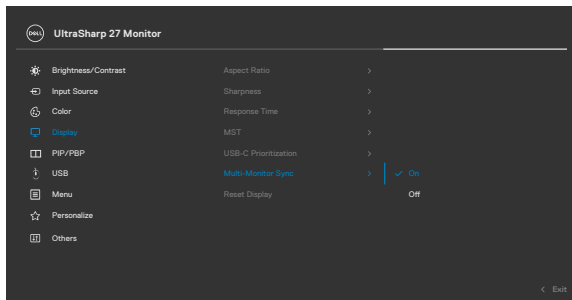 DELL UltraSharp 27 Monitor
Brightness/Contrast Aspect Ratio >
Input Source Sharpness >
Color Response Time >
Display MST >
PIP/PBP USB-C Prioritization >
USB Multi-Monitor Sync > ✓ On
Menu Reset Display Off
Personalize
Others
< Exit